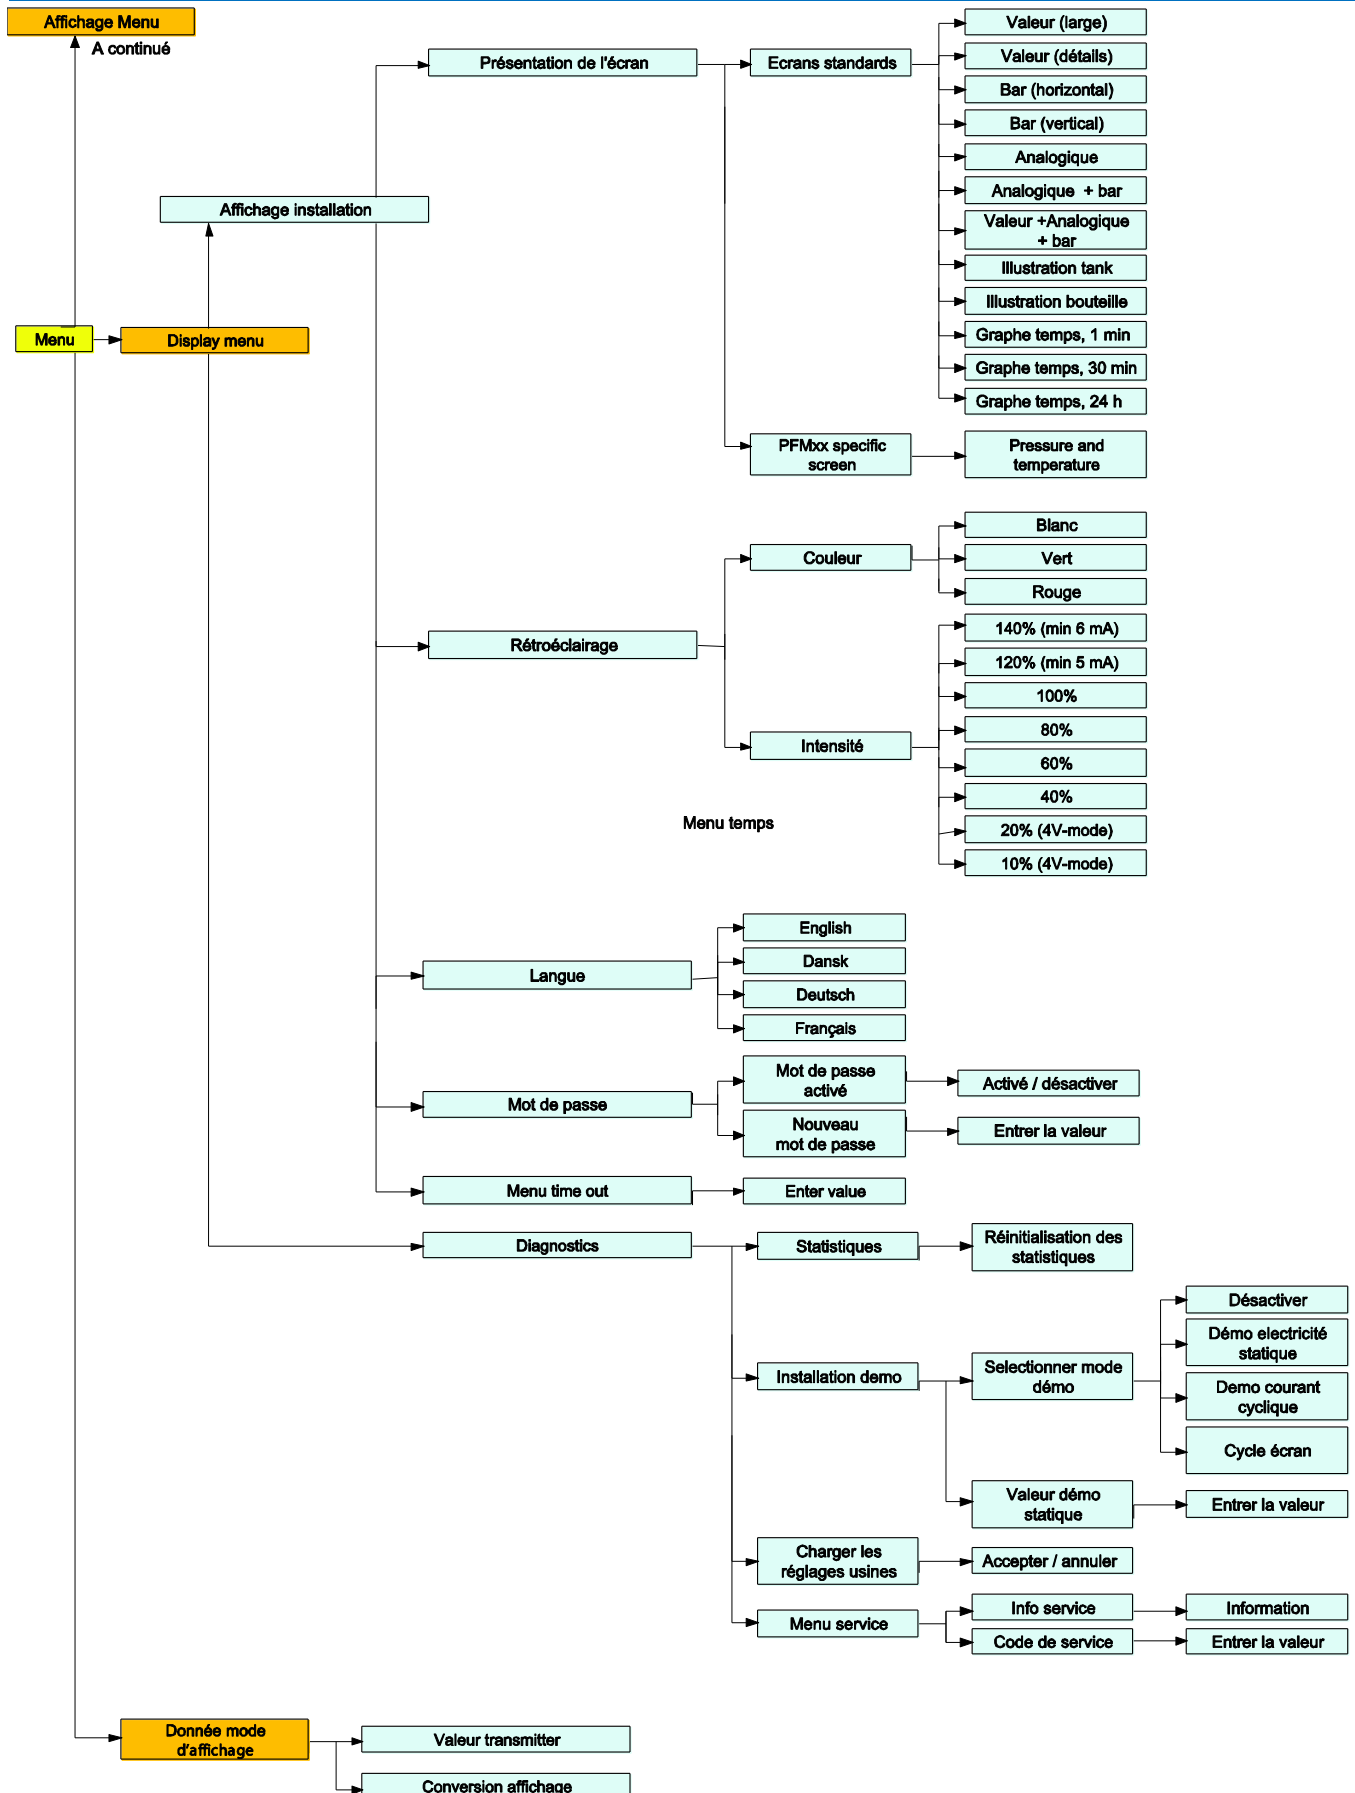 Affichage Menu
A continué
Menu
Display menu
Affichage installation
Présentation de l'écran
Ecrans standards
Valeur (large)
Valeur (détails)
Bar (horizontal)
Bar (vertical)
Analogique
Analogique + bar
Valeur +Analogique
+ bar
Illustration tank
Illustration bouteille
Graphe temps, 1 min
Graphe temps, 30 min
Graphe temps, 24 h
PFMxx specific
screen
Pressure and
temperature
Rétroéclairage
Couleur
Blanc
Vert
Rouge
Intensité
140% (min 6 mA)
120% (min 5 mA)
100%
80%
60%
40%
20% (4V-mode)
10% (4V-mode)
Menu temps
Langue
English
Dansk
Deutsch
Français
Mot de passe
Mot de passe
activé
Activé / désactiver
Nouveau
mot de passe
Entrer la valeur
Menu time out
Enter value
Diagnostics
Statistiques
Réinitialisation des
statistiques
Installation demo
Selectionner mode
démo
Désactiver
Démo electricité
statique
Demo courant
cyclique
Cycle écran
Valeur démo
statique
Entrer la valeur
Charger les
réglages usines
Accepter / annuler
Menu service
Info service
Information
Code de service
Entrer la valeur
Donnée mode
d'affichage
Valeur transmitter
Conversion affichage